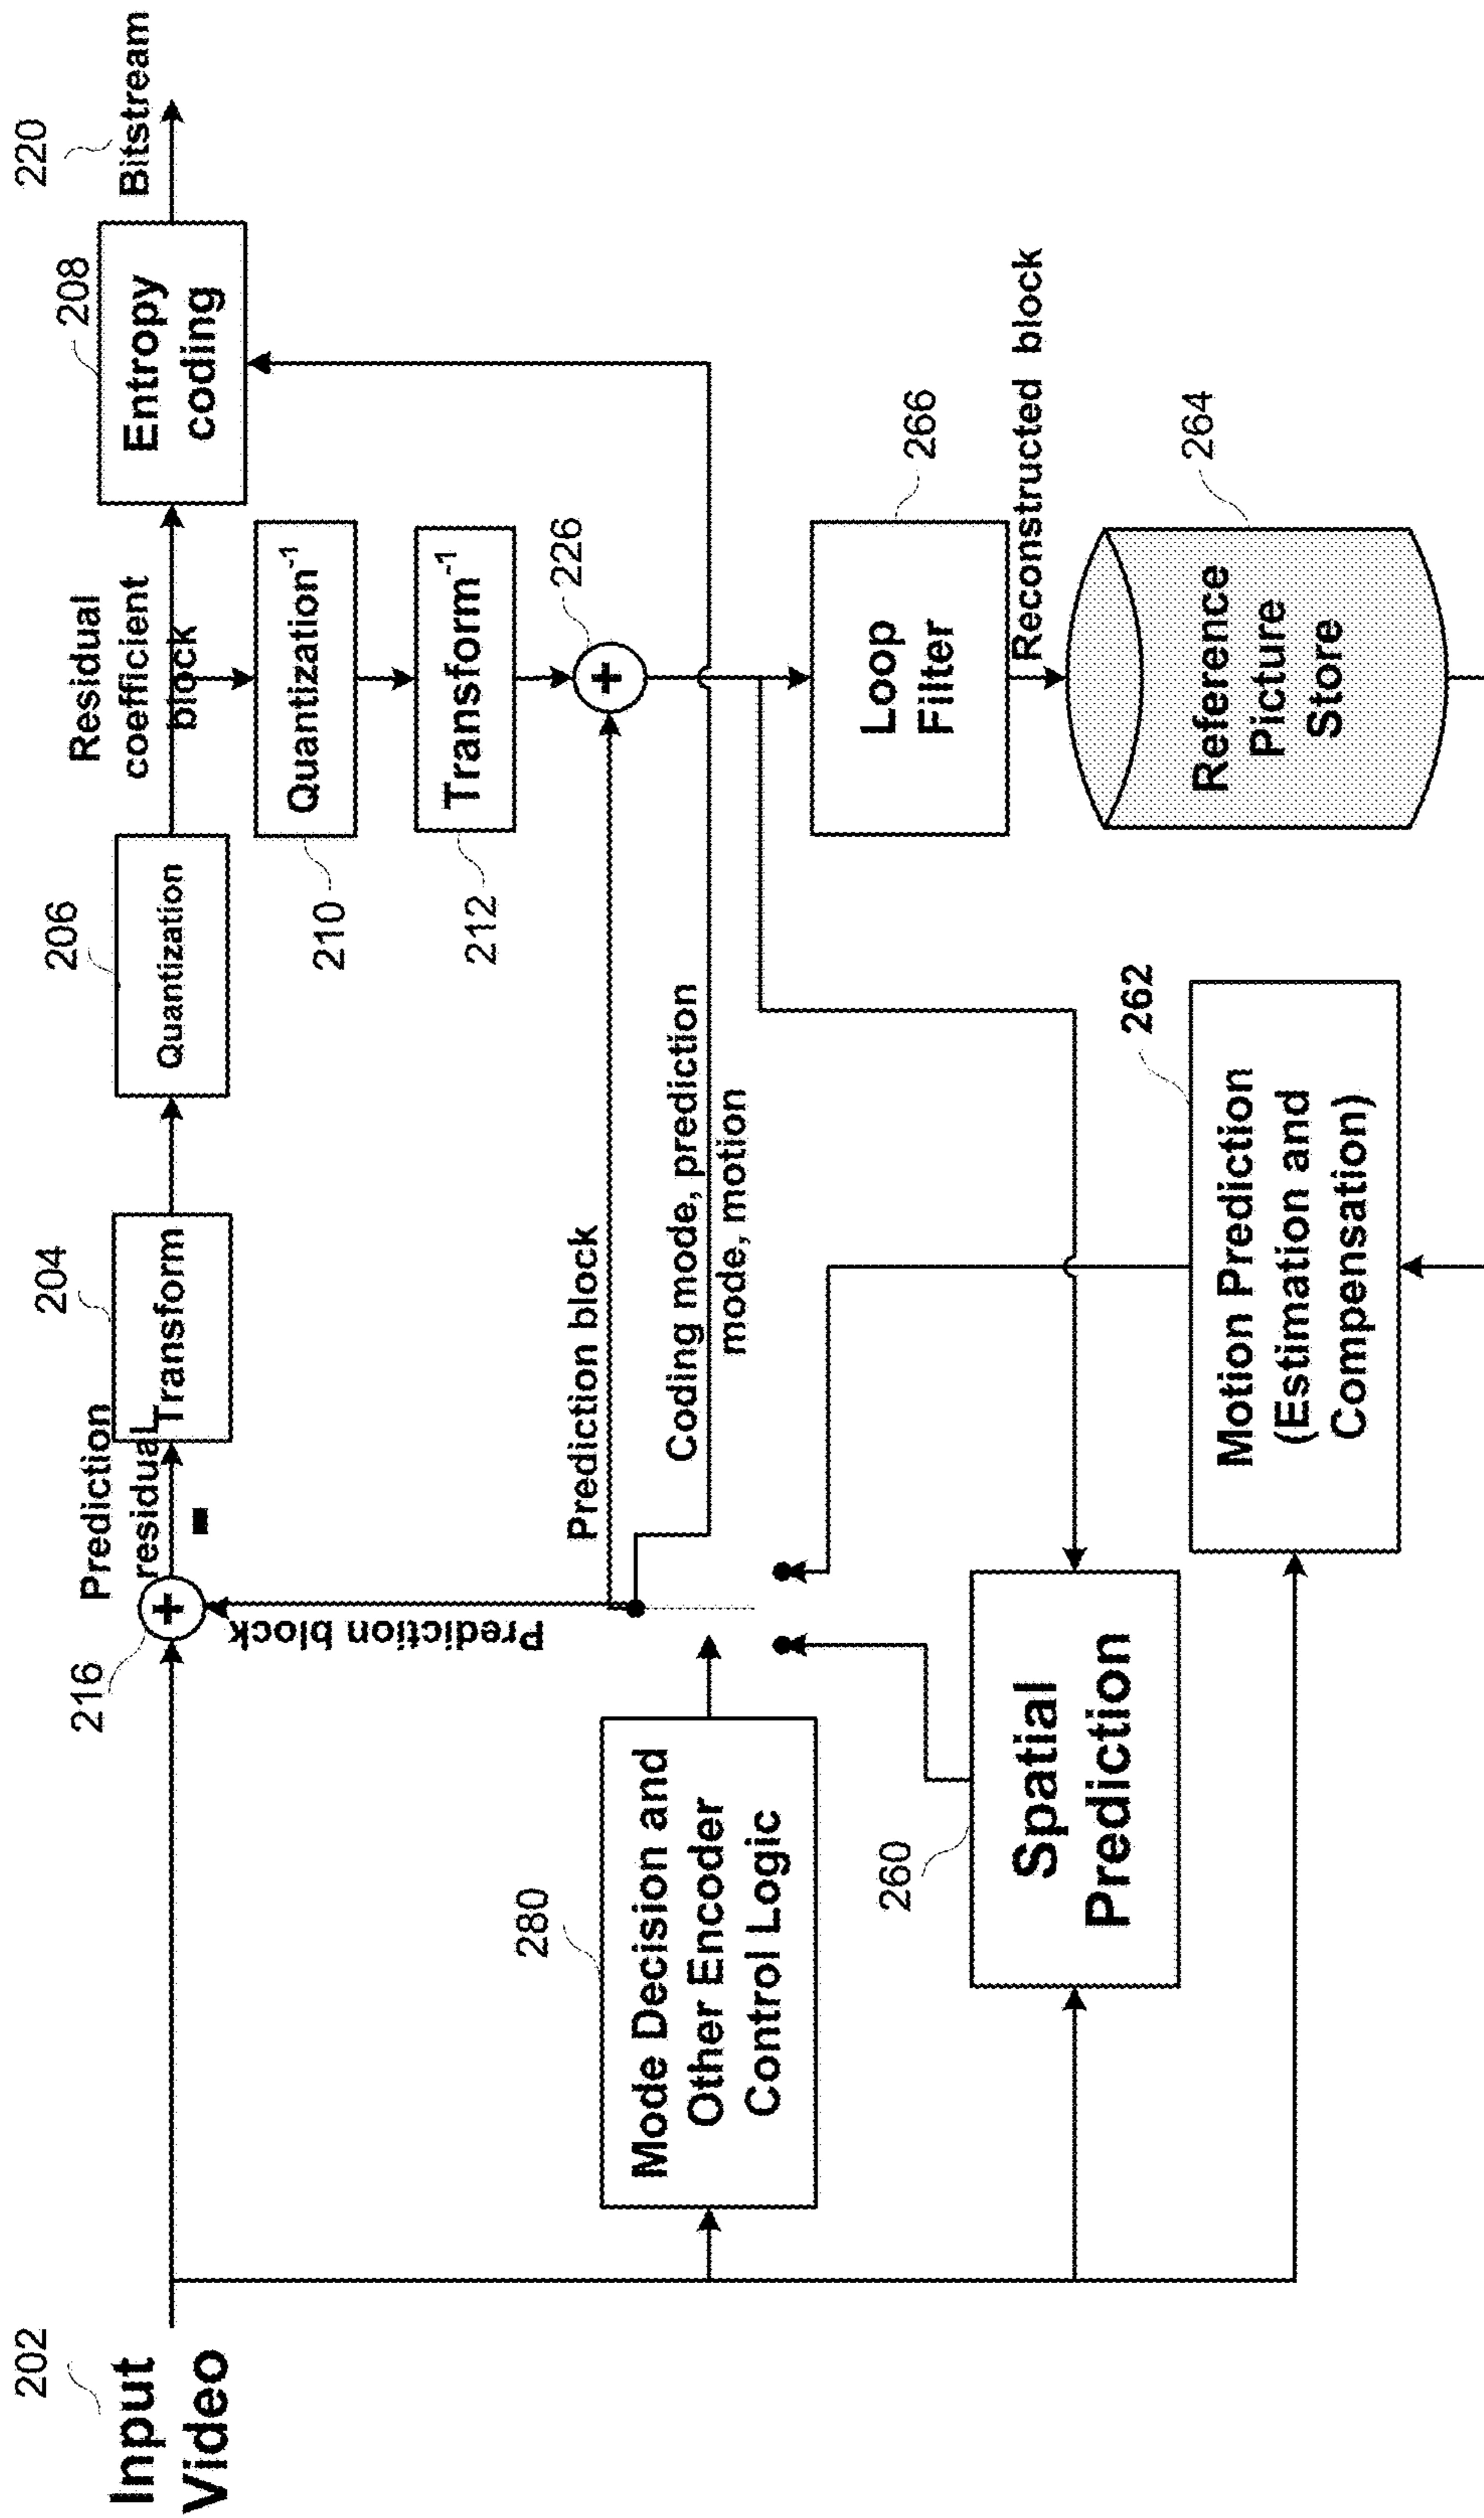 202
Input
Video
216
Prediction
residual
-
204
Transform
206
Quantization
Residual
coefficient
block
208
Entropy
coding
220
Bitstream
Prediction block
210
Quantization⁻¹
212
Transform⁻¹
226
Prediction block
Coding mode, prediction
mode, motion
280
Mode Decision and
Other Encoder
Control Logic
260
Spatial
Prediction
262
Motion Prediction
(Estimation and
Compensation)
266
Loop
Filter
Reconstructed block
264
Reference
Picture
Store